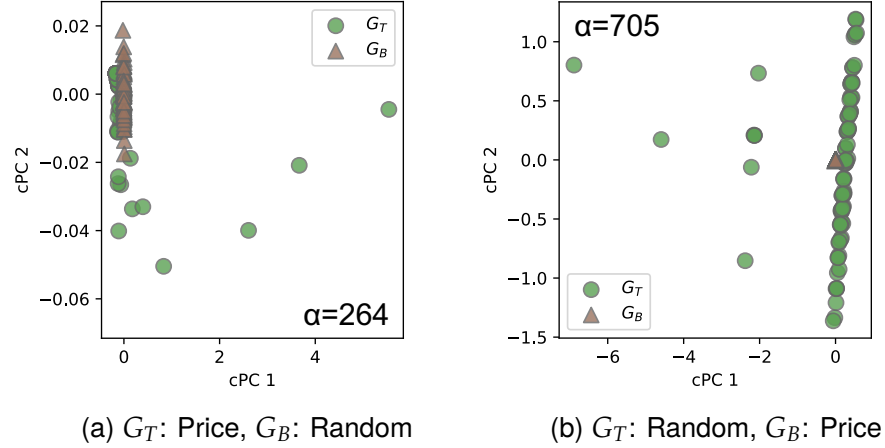 0.02
0.00
−0.02
−0.04
−0.06
cPC 2
G_T
G_B
α=264
0
2
4
cPC 1
(a) G_T: Price, G_B: Random
α=705
1.0
0.5
0.0
−0.5
−1.0
−1.5
cPC 2
G_T
G_B
−6
−4
−2
0
cPC 1
(b) G_T: Random, G_B: Price